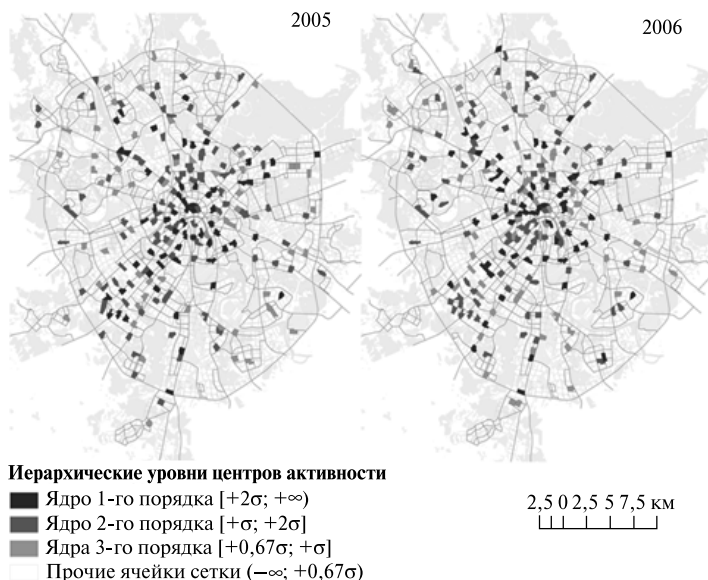 2005
2006
Иерархические уровни центров активности
Ядро 1-го порядка [+2σ; +∞)
Ядро 2-го порядка [+σ; +2σ]
Ядра 3-го порядка [+0,67σ; +σ]
Прочие ячейки сетки (−∞; +0,67σ)
2,5 0 2,5 5 7,5 км